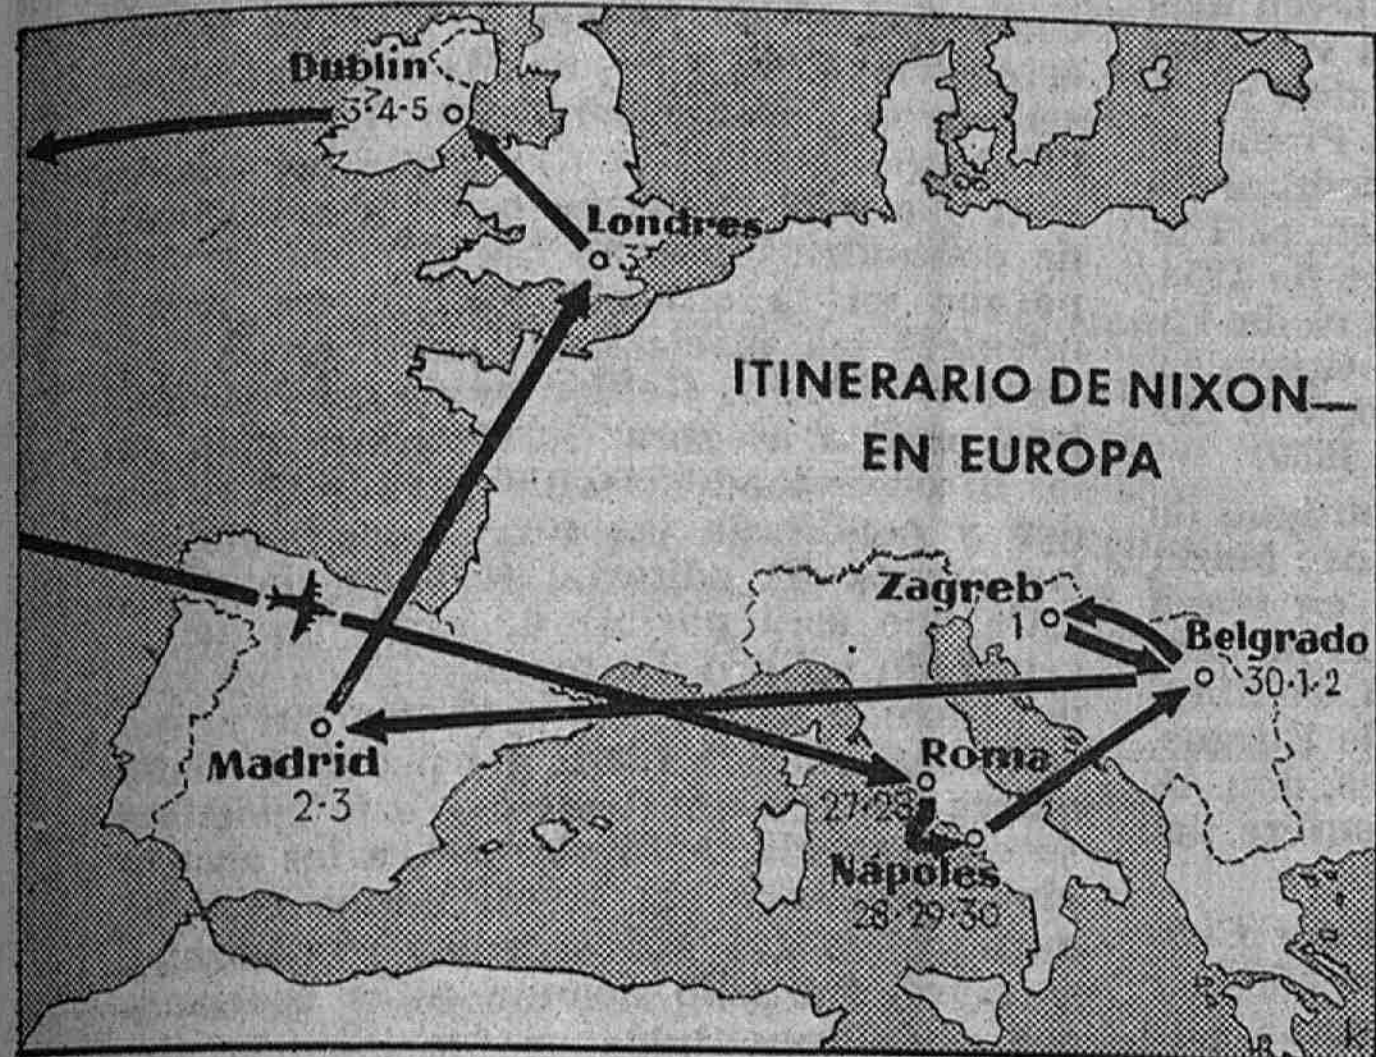 Dublin
3·4·5
Londres
3
ITINERARIO DE NIXON
EN EUROPA
Zagreb
1
Belgrado
30·1·2
Madrid
2·3
Roma
27·28
Nápoles
28·29·30